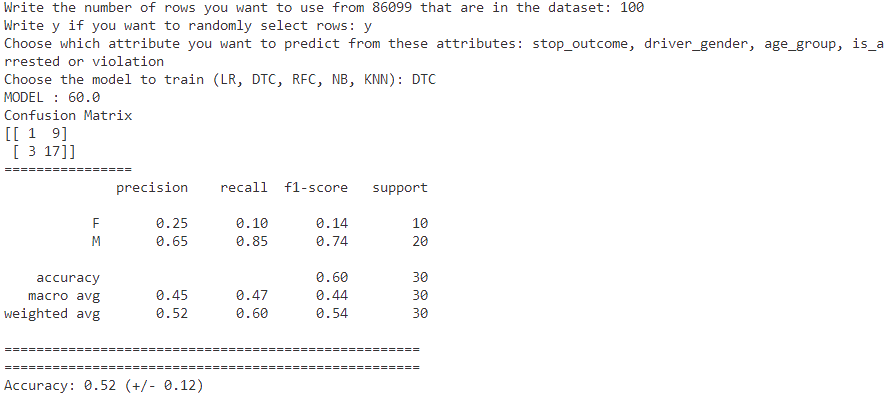 Write the number of rows you want to use from 86099 that are in the dataset: 100
Write y if you want to randomly select rows: y
Choose which attribute you want to predict from these attributes: stop_outcome, driver_gender, age_group, is_a
rrested or violation
Choose the model to train (LR, DTC, RFC, NB, KNN): DTC
MODEL : 60.0
Confusion Matrix
[[ 1  9]
 [ 3 17]]
================
              precision    recall  f1-score   support

           F       0.25      0.10      0.14        10
           M       0.65      0.85      0.74        20

    accuracy                           0.60        30
   macro avg       0.45      0.47      0.44        30
weighted avg       0.52      0.60      0.54        30

====================================================
====================================================
Accuracy: 0.52 (+/- 0.12)